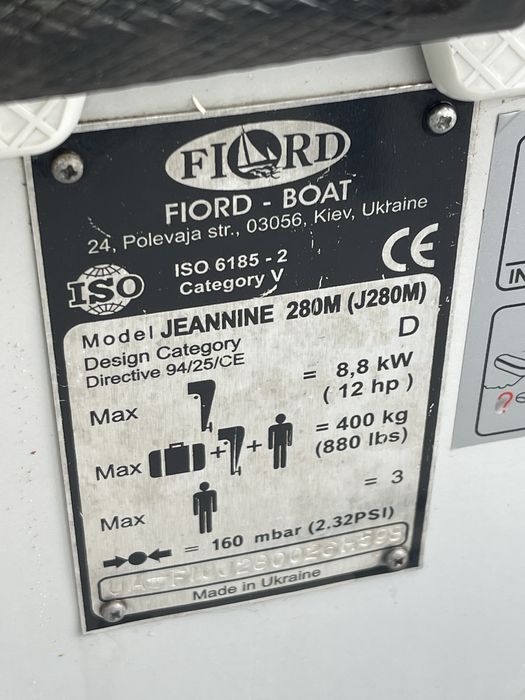 FIORD
FIORD - BOAT
24, Polevaja str., 03056, Kiev, Ukraine
ISO
ISO 6185 - 2
Category V
CE
Model JEANNINE 280M (J280M)
Design Category D
Directive 94/25/CE
Max = 8,8 kW
( 12 hp )
Max + + = 400 kg
(880 lbs)
Max = 3
= 160 mbar (2.32PSI)
Made in Ukraine
IN
?